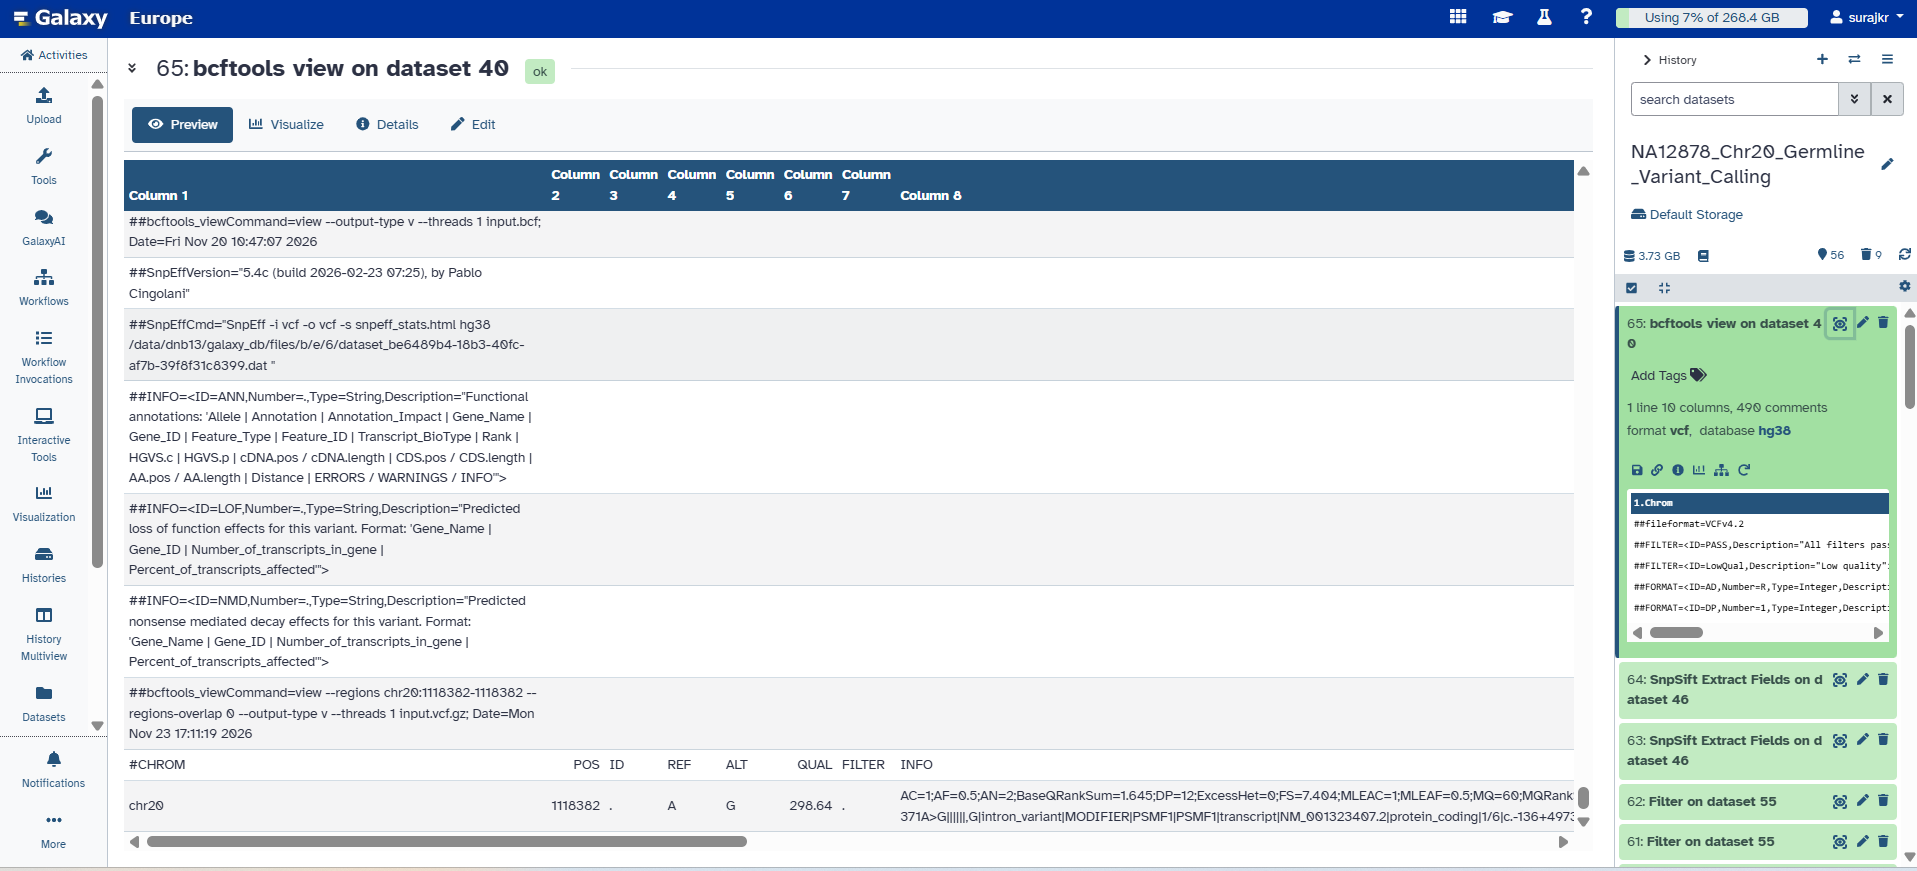 Galaxy Europe
Using 7% of 268.4 GB
surajkr
Activities
Upload
Tools
GalaxyAI
Workflows
Workflow
Invocations
Interactive
Tools
Visualization
Histories
History
Multiview
Datasets
Notifications
More
65: bcftools view on dataset 40 ok
Preview Visualize Details Edit
Column 1 Column 2 Column 3 Column 4 Column 5 Column 6 Column 7 Column 8
##bcftools_viewCommand=view --output-type v --threads 1 input.bcf;
Date=Fri Nov 20 10:47:07 2026
##SnpEffVersion="5.4c (build 2026-02-23 07:25), by Pablo
Cingolani"
##SnpEffCmd="SnpEff -i vcf -o vcf -s snpeff_stats.html hg38
/data/dnb13/galaxy_db/files/b/e/6/dataset_be6489b4-18b3-40fc-
af7b-39f8f31c8399.dat "
##INFO=<ID=ANN,Number=.,Type=String,Description="Functional
annotations: 'Allele | Annotation | Annotation_Impact | Gene_Name |
Gene_ID | Feature_Type | Feature_ID | Transcript_BioType | Rank |
HGVS.c | HGVS.p | cDNA.pos / cDNA.length | CDS.pos / CDS.length |
AA.pos / AA.length | Distance | ERRORS / WARNINGS / INFO'">
##INFO=<ID=LOF,Number=.,Type=String,Description="Predicted
loss of function effects for this variant. Format: 'Gene_Name |
Gene_ID | Number_of_transcripts_in_gene |
Percent_of_transcripts_affected'">
##INFO=<ID=NMD,Number=.,Type=String,Description="Predicted
nonsense mediated decay effects for this variant. Format:
'Gene_Name | Gene_ID | Number_of_transcripts_in_gene |
Percent_of_transcripts_affected'">
##bcftools_viewCommand=view --regions chr20:1118382-1118382 --
regions-overlap 0 --output-type v --threads 1 input.vcf.gz; Date=Mon
Nov 23 17:11:19 2026
#CHROM POS ID REF ALT QUAL FILTER INFO
chr20 1118382 . A G 298.64 . AC=1;AF=0.5;AN=2;BaseQRankSum=1.645;DP=12;ExcessHet=0;FS=7.404;MLEAC=1;MLEAF=0.5;MQ=60;MQRank
371A>G||||||,G|intron_variant|MODIFIER|PSMF1|PSMF1|transcript|NM_001323407.2|protein_coding|1/6|c.-136+4973
History
search datasets
NA12878_Chr20_Germline
_Variant_Calling
Default Storage
3.73 GB 56 9
65: bcftools view on dataset 4
0
Add Tags
1 line 10 columns, 490 comments
format vcf, database hg38
1.Chrom
##fileformat=VCFv4.2
##FILTER=<ID=PASS,Description="All filters pas
##FILTER=<ID=LowQual,Description="Low quality"
##FORMAT=<ID=AD,Number=R,Type=Integer,Descripti
##FORMAT=<ID=DP,Number=1,Type=Integer,Descripti
64: SnpSift Extract Fields on d
ataset 46
63: SnpSift Extract Fields on d
ataset 46
62: Filter on dataset 55
61: Filter on dataset 55